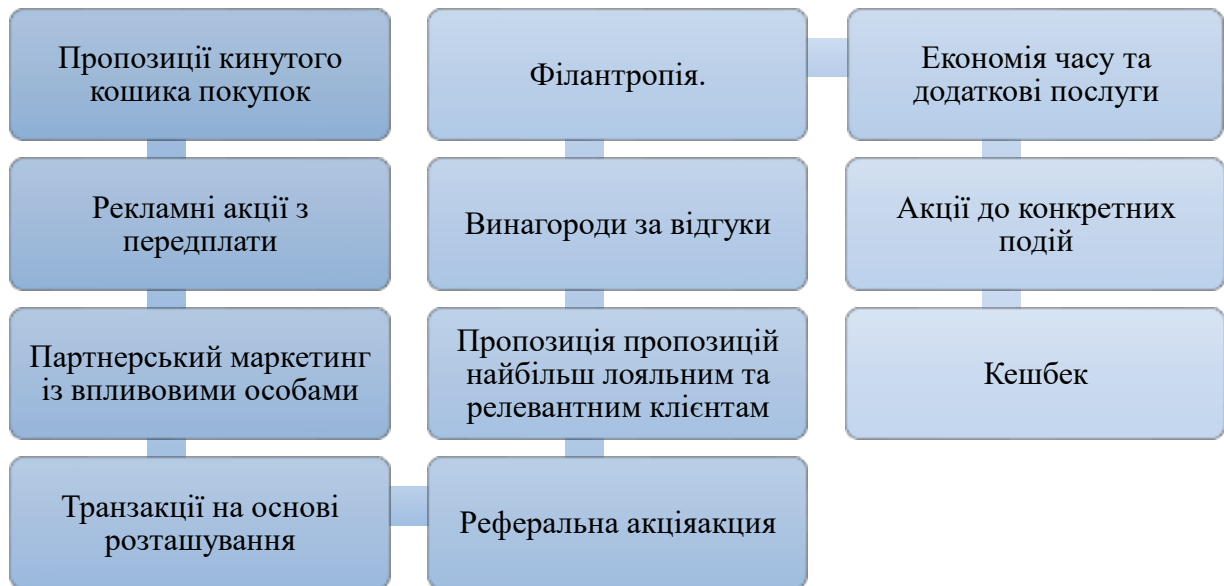 Пропозиції кинутого
кошика покупок
Рекламні акції з
передплати
Партнерський маркетинг
із впливовими особами
Транзакції на основі
розташування
Реферальна акціяакция
Пропозиція пропозицій
найбільш лояльним та
релевантним клієнтам
Винагороди за відгуки
Філантропія.
Економія часу та
додаткові послуги
Акції до конкретних
подій
Кешбек